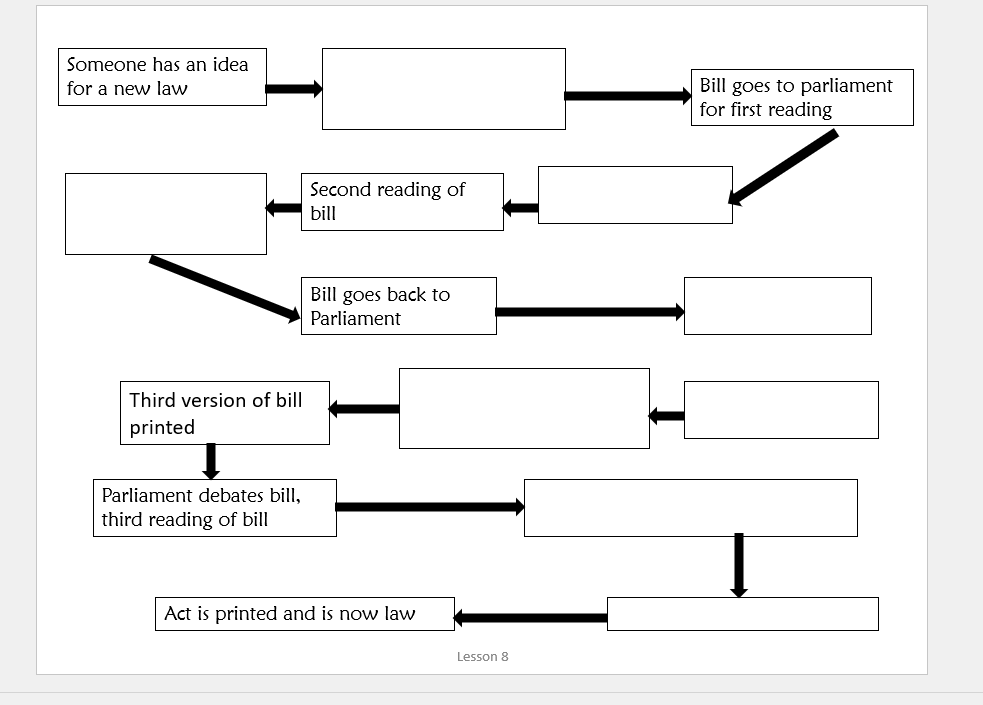 Someone has an idea
for a new law
Bill goes to parliament
for first reading
Second reading of
bill
Bill goes back to
Parliament
Third version of bill
printed
Parliament debates bill,
third reading of bill
Act is printed and is now law
Lesson 8